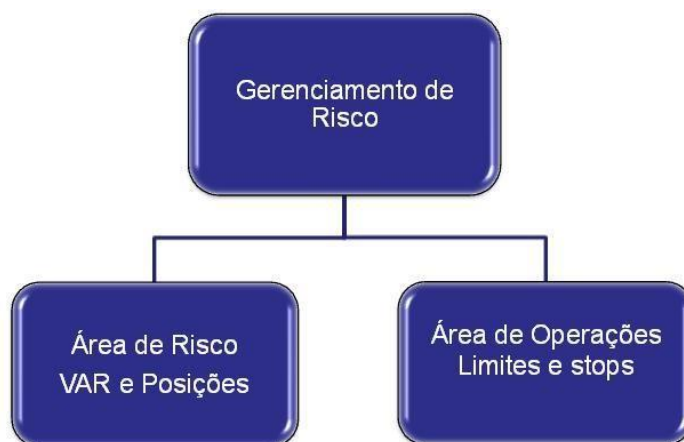 Gerenciamento de
Risco
Área de Risco
VAR e Posições
Área de Operações
Limites e stops